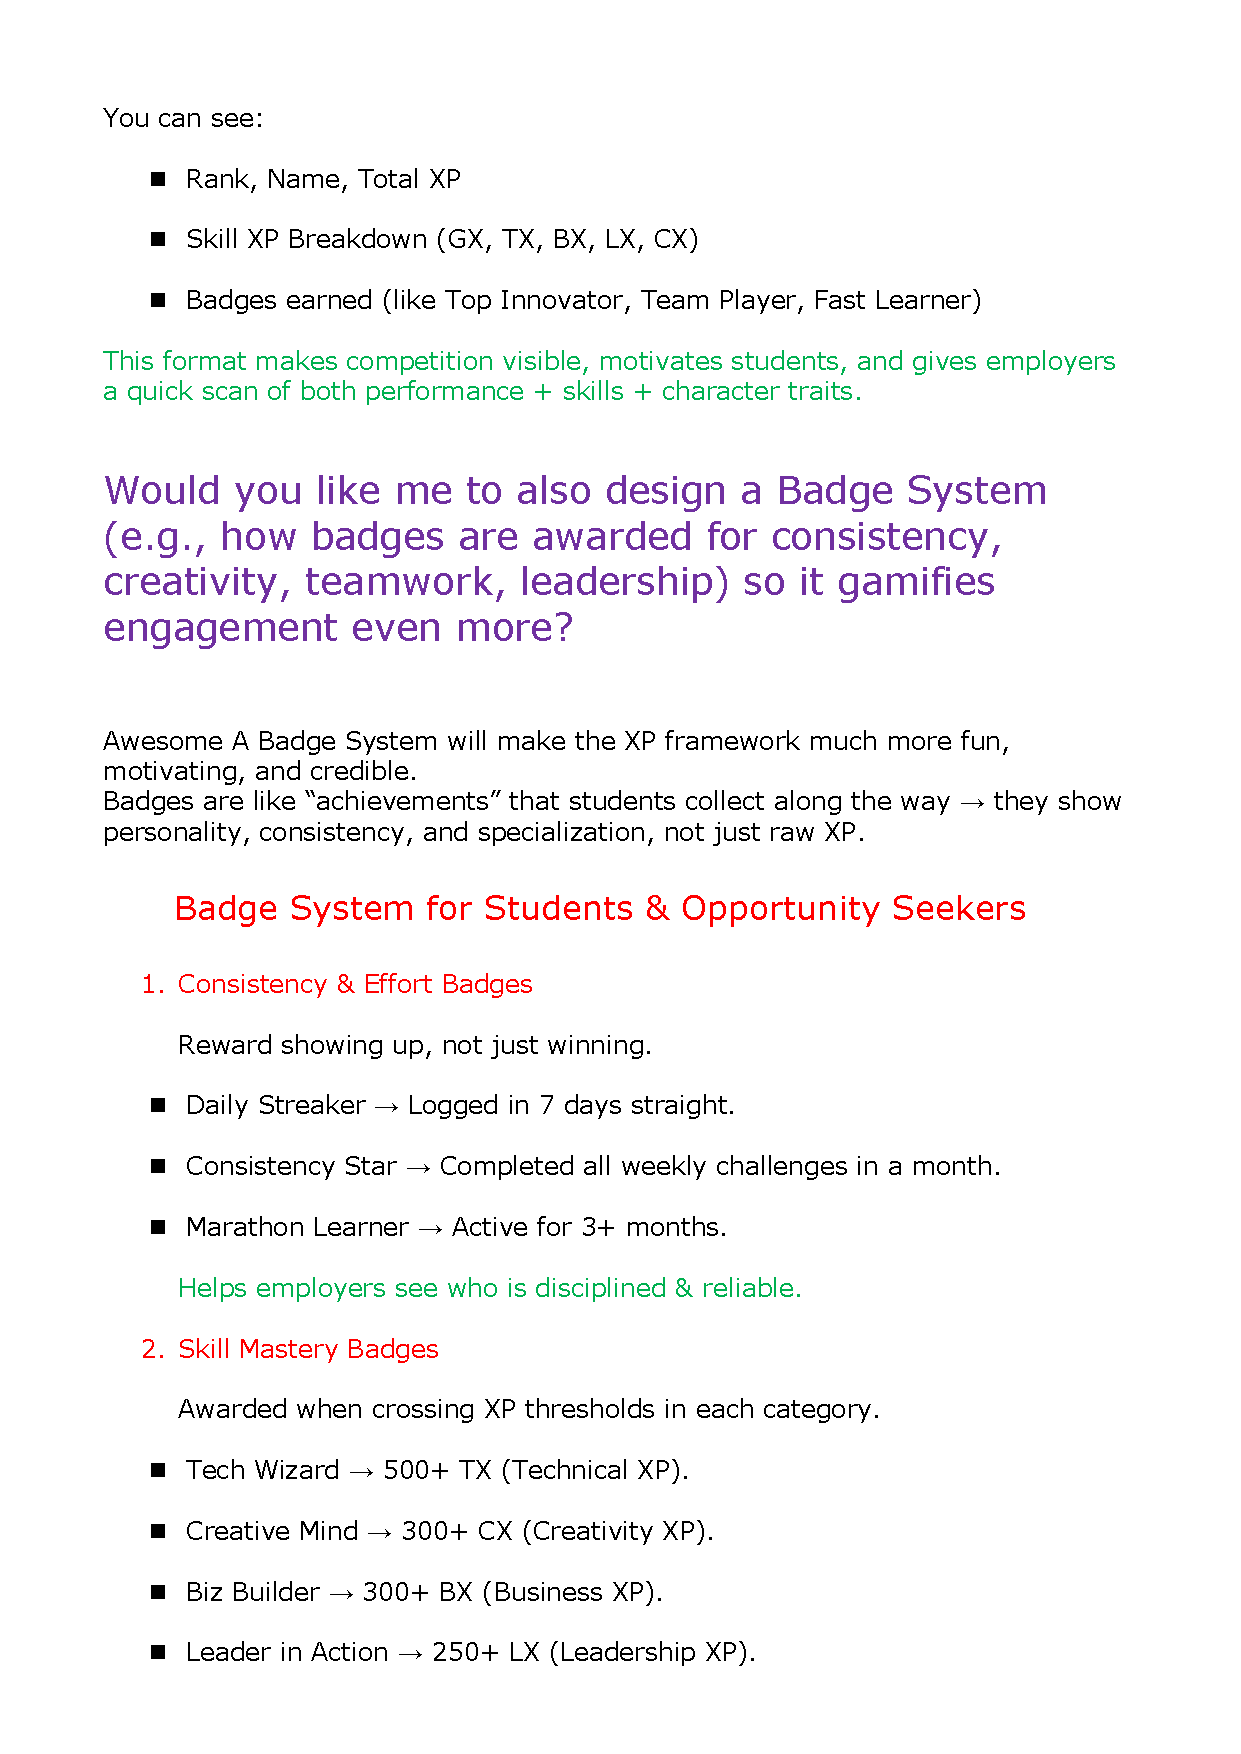 You can see:
■ Rank, Name, Total XP
■ Skill XP Breakdown (GX, TX, BX, LX, CX)
■ Badges earned (like Top Innovator, Team Player, Fast Learner)
This format makes competition visible, motivates students, and gives employers
a quick scan of both performance + skills + character traits.
Would you like me to also design a Badge System
(e.g., how badges are awarded for consistency,
creativity, teamwork, leadership) so it gamifies
engagement even more?
Awesome A Badge System will make the XP framework much more fun,
motivating, and credible.
Badges are like “achievements” that students collect along the way → they show
personality, consistency, and specialization, not just raw XP.
Badge System for Students & Opportunity Seekers
1. Consistency & Effort Badges
Reward showing up, not just winning.
■ Daily Streaker → Logged in 7 days straight.
■ Consistency Star → Completed all weekly challenges in a month.
■ Marathon Learner → Active for 3+ months.
Helps employers see who is disciplined & reliable.
2. Skill Mastery Badges
Awarded when crossing XP thresholds in each category.
■ Tech Wizard → 500+ TX (Technical XP).
■ Creative Mind → 300+ CX (Creativity XP).
■ Biz Builder → 300+ BX (Business XP).
■ Leader in Action → 250+ LX (Leadership XP).